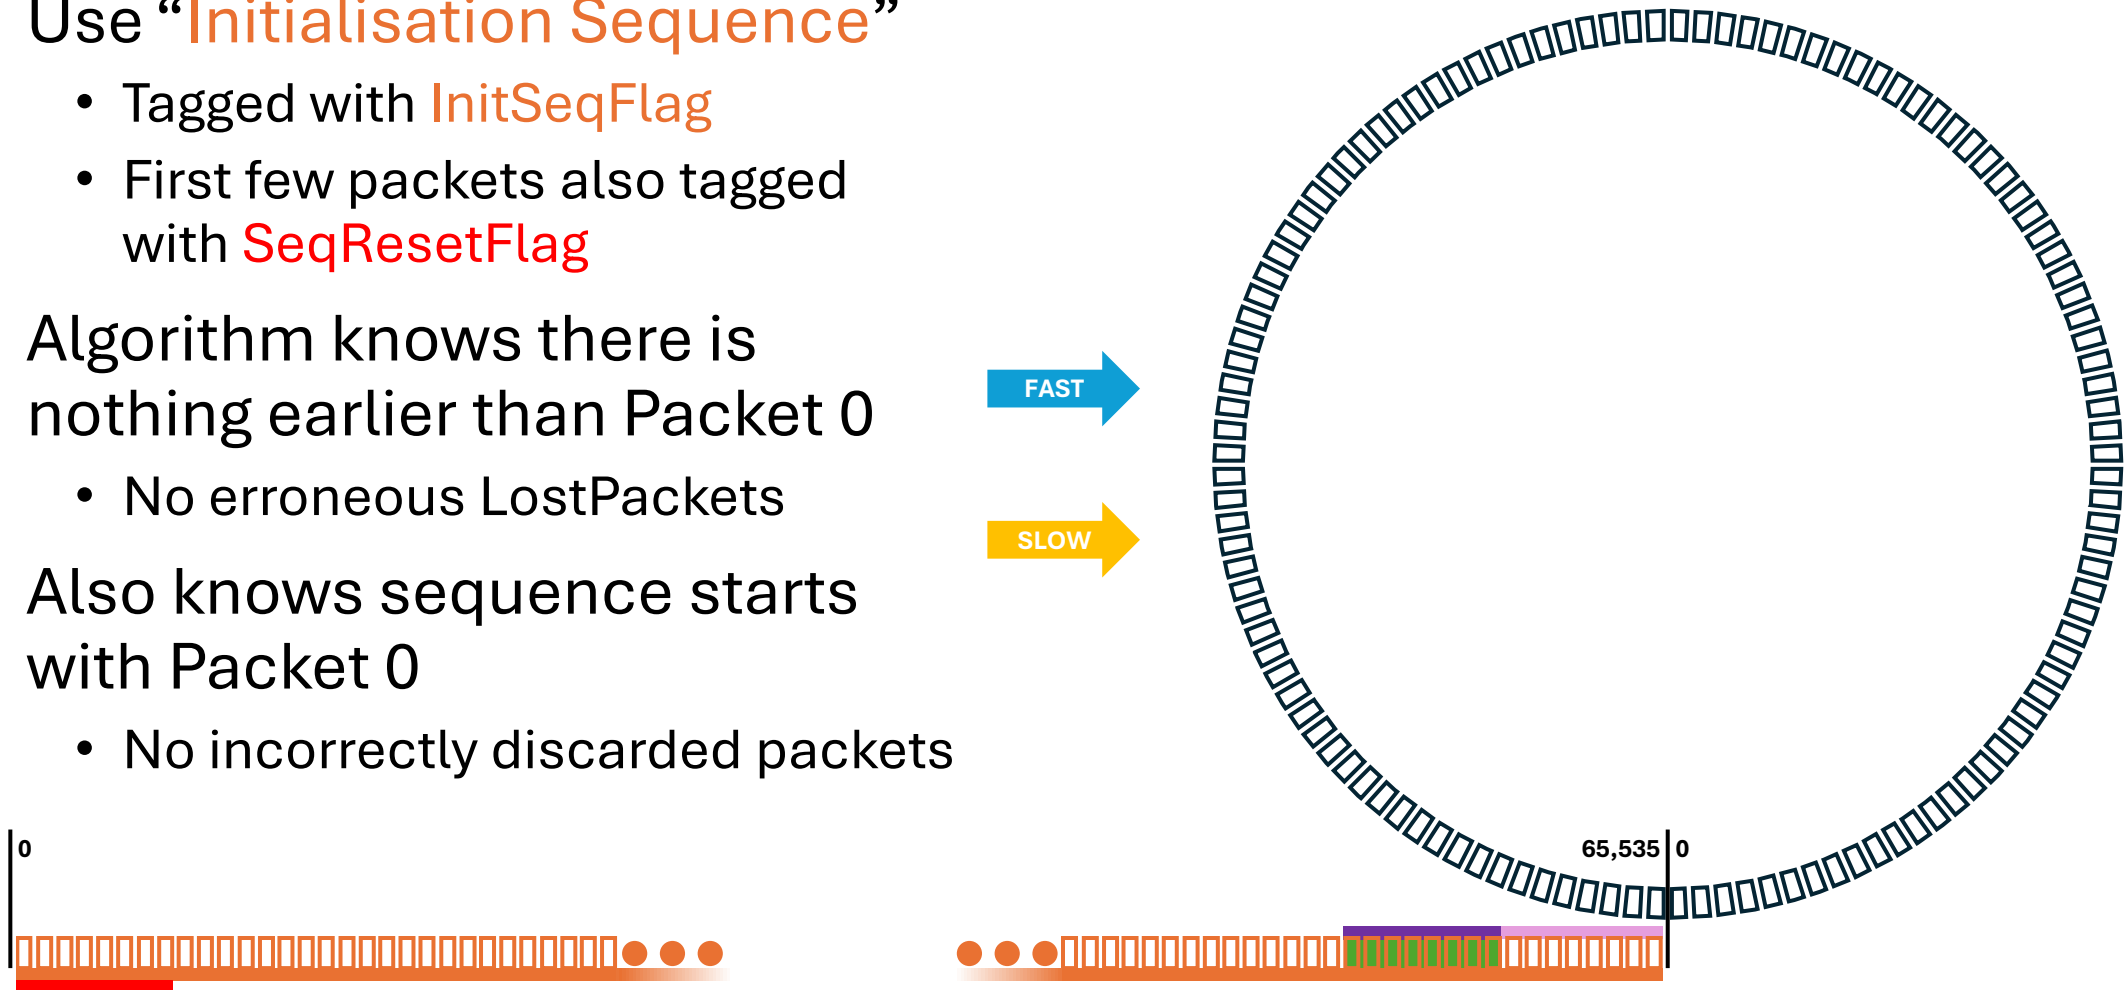 Use “Initialisation Sequence”
• Tagged with InitSeqFlag
• First few packets also tagged
with SeqResetFlag
Algorithm knows there is
nothing earlier than Packet 0
• No erroneous LostPackets
Also knows sequence starts
with Packet 0
• No incorrectly discarded packets
FAST
SLOW
0
65,535
0